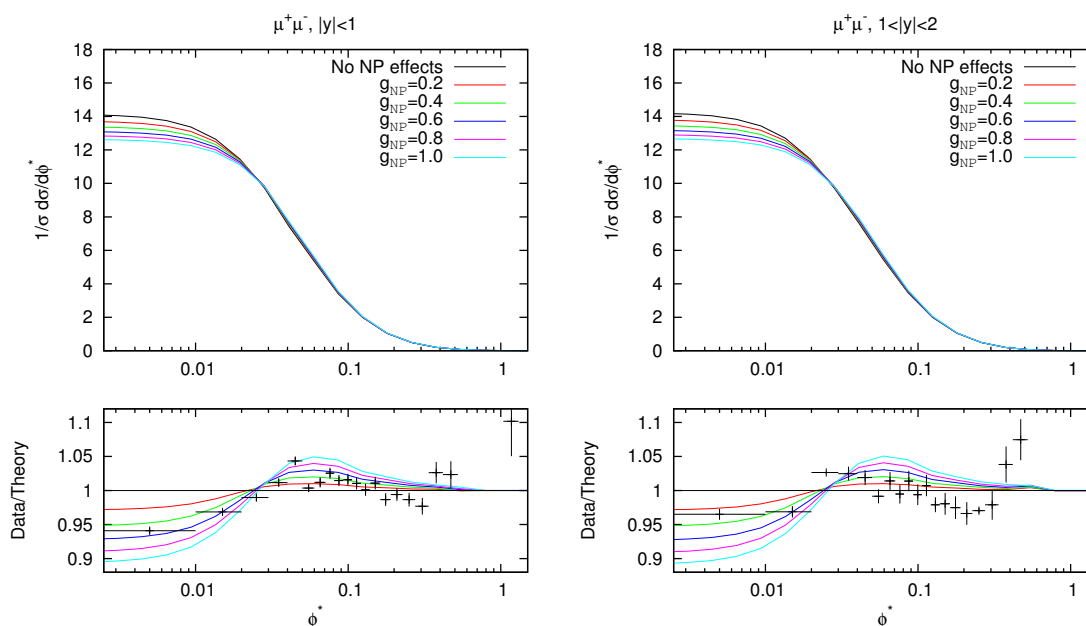 μ⁺μ⁻, |y|<1
1/σ dσ/dϕ*
16
14
12
10
8
6
4
2
0
No NP effects
g_NP=0.2
g_NP=0.4
g_NP=0.6
g_NP=0.8
g_NP=1.0
0.01
0.1
1
Data/Theory
1.1
1.05
1
0.95
0.9
0.01
0.1
1
ϕ*
μ⁺μ⁻, 1<|y|<2
1/σ dσ/dϕ*
16
14
12
10
8
6
4
2
0
No NP effects
g_NP=0.2
g_NP=0.4
g_NP=0.6
g_NP=0.8
g_NP=1.0
0.01
0.1
1
Data/Theory
1.1
1.05
1
0.95
0.9
0.01
0.1
1
ϕ*